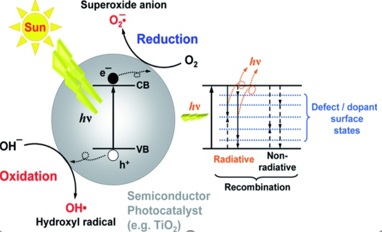 Superoxide anion
O₂•⁻
Sun
Reduction
O₂
e⁻
CB
hν
hν
hν
Defect / dopant
surface
states
OH⁻
VB
h⁺
Radiative
Non-
radiative
Recombination
Oxidation
OH•
Hydroxyl radical
Semiconductor
Photocatalyst
(e.g. TiO₂)